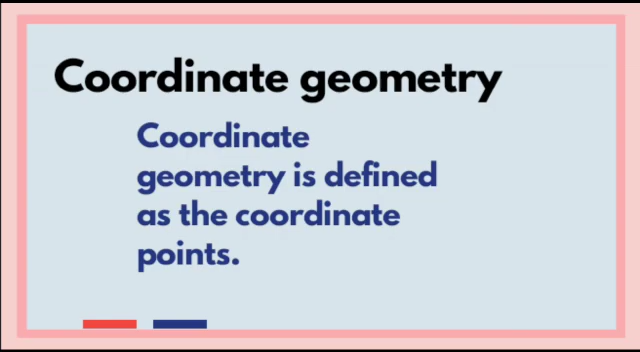 Coordinate geometry
Coordinate
geometry is defined
as the coordinate
points.